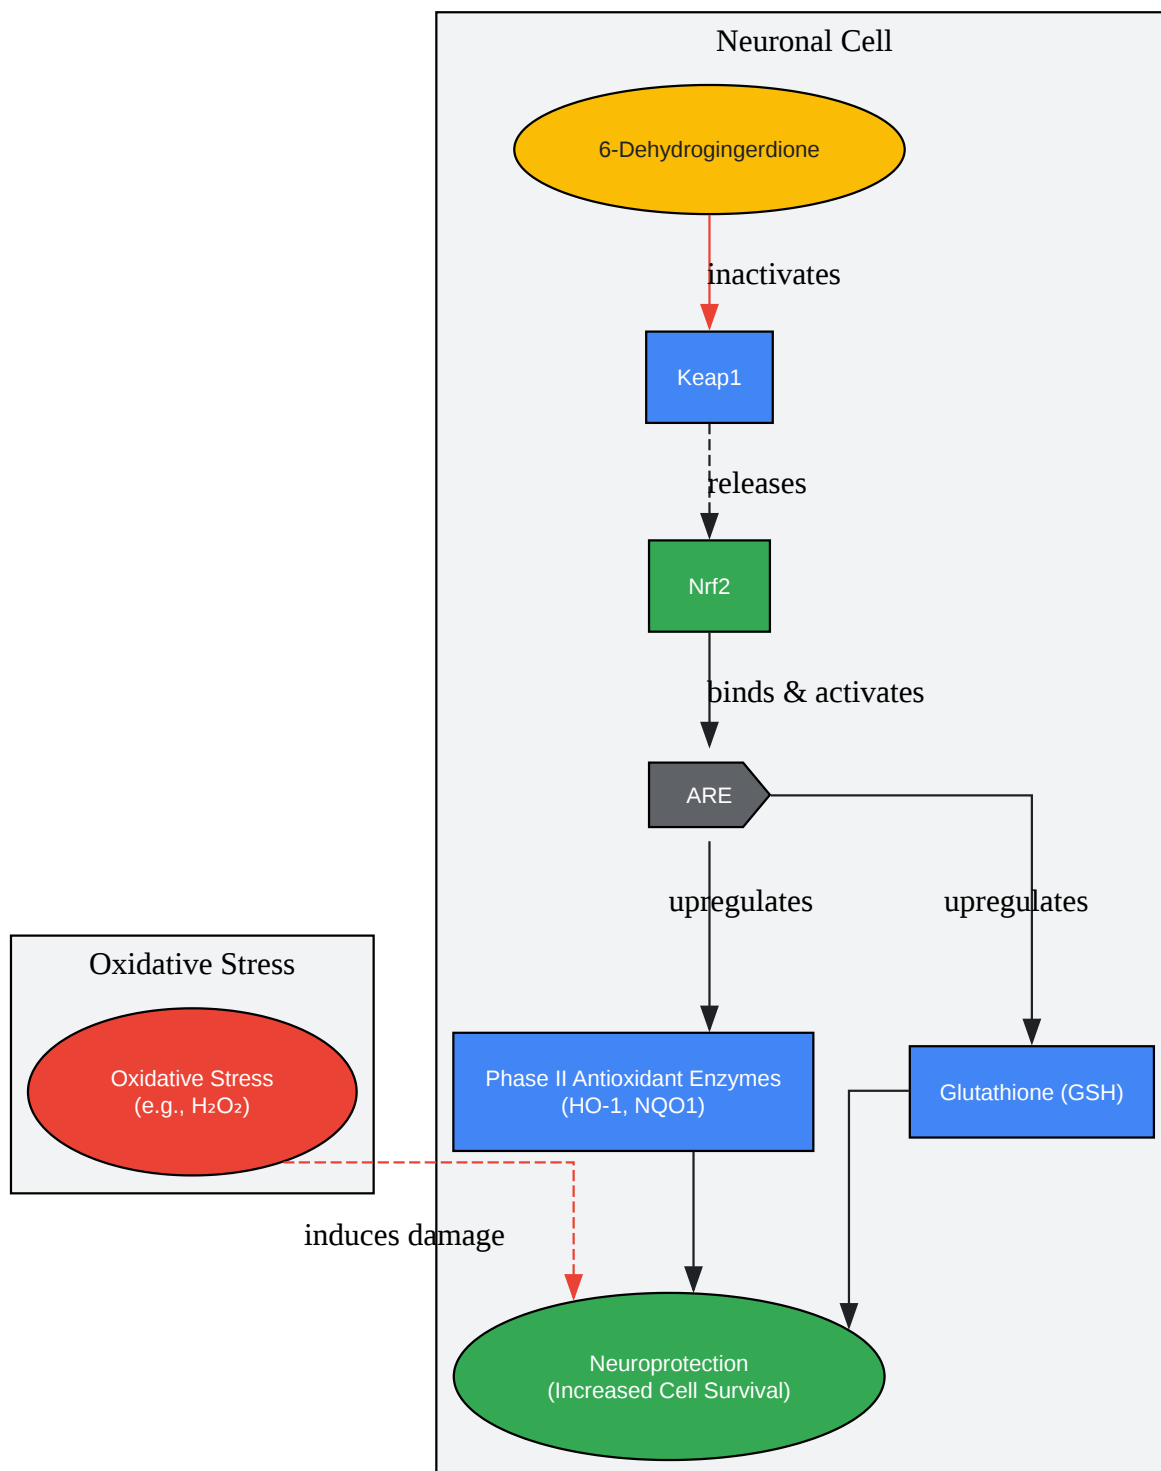 Neuronal Cell
6-Dehydrogingerdione
inactivates
Keap1
releases
Nrf2
binds & activates
ARE
upregulates
upregulates
Oxidative Stress
Oxidative Stress
(e.g., H₂O₂)
Phase II Antioxidant Enzymes
(HO-1, NQO1)
Glutathione (GSH)
induces damage
Neuroprotection
(Increased Cell Survival)